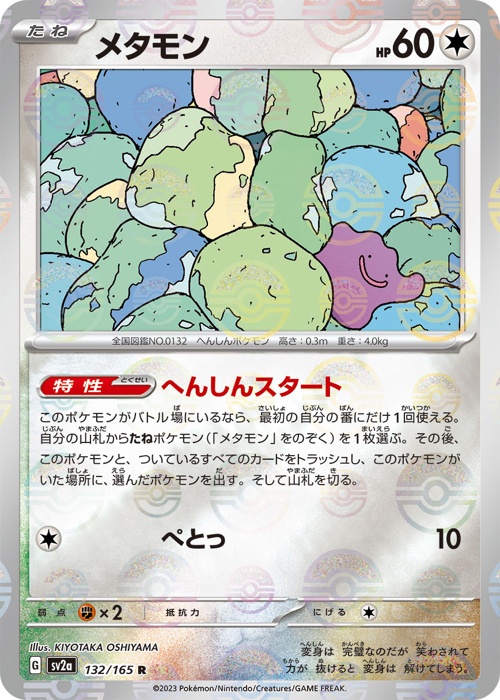 たね
メタモン
HP60
全国図鑑NO.0132 へんしんポケモン 高さ:0.3m 重さ:4.0kg
特性 とくせい へんしんスタート
このポケモンがバトル場にいるなら、最初の自分の番にだけ1回使える。
自分の山札からたねポケモン(「メタモン」をのぞく)を1枚選ぶ。その後、
このポケモンと、ついているすべてのカードをトラッシュし、このポケモンが
いた場所に、選んだポケモンを出す。そして山札を切る。
ぺとっ 10
弱点 ×2 抵抗力 にげる
Illus. KIYOTAKA OSHIYAMA
G sv2a 132/165 R
変身は 完璧なのだが 笑わされて
力が 抜けると 変身は 解けてしまう。
©2023 Pokémon/Nintendo/Creatures/GAME FREAK.